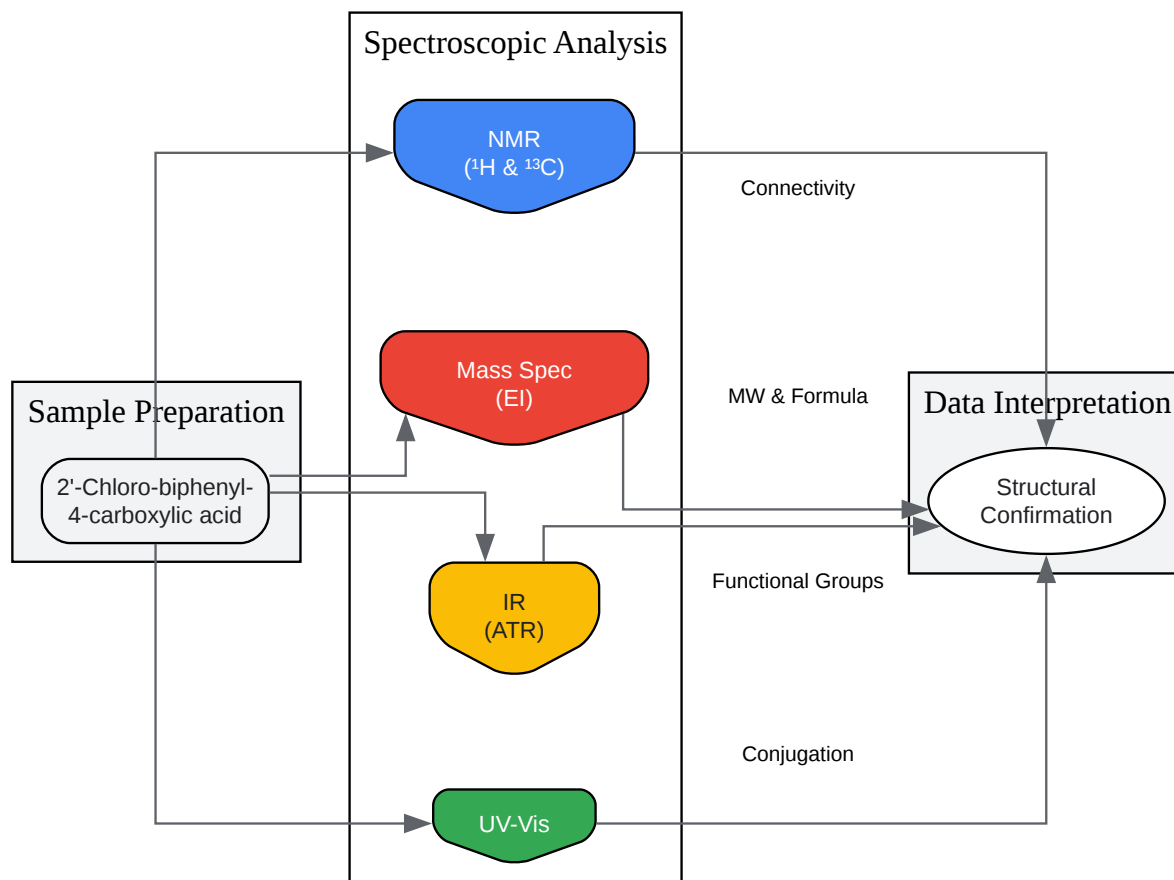 Spectroscopic Analysis
NMR
(¹H & ¹³C)
Connectivity
Mass Spec
(EI)
MW & Formula
Sample Preparation
2'-Chloro-biphenyl-
4-carboxylic acid
Data Interpretation
Structural
Confirmation
IR
(ATR)
Functional Groups
Conjugation
UV-Vis